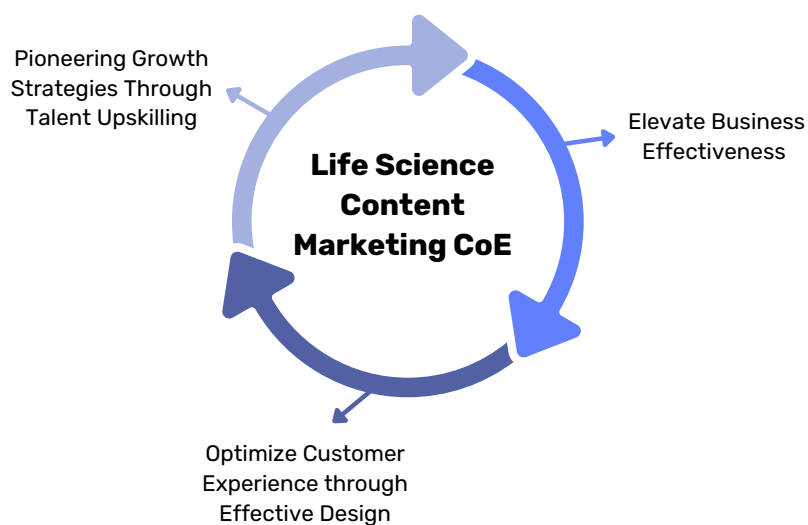 Pioneering Growth
Strategies Through
Talent Upskilling
Elevate Business
Effectiveness
Life Science
Content
Marketing CoE
Optimize Customer
Experience through
Effective Design